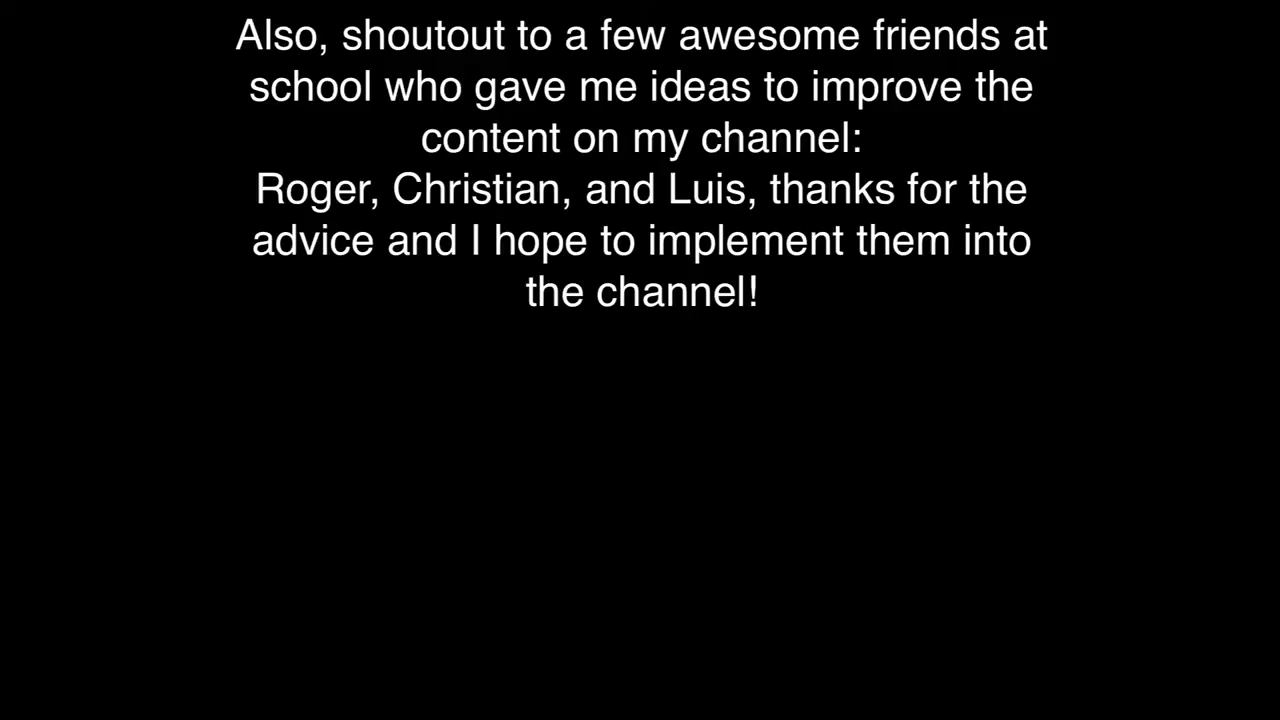 Also, shoutout to a few awesome friends at
school who gave me ideas to improve the
content on my channel:
Roger, Christian, and Luis, thanks for the
advice and I hope to implement them into
the channel!